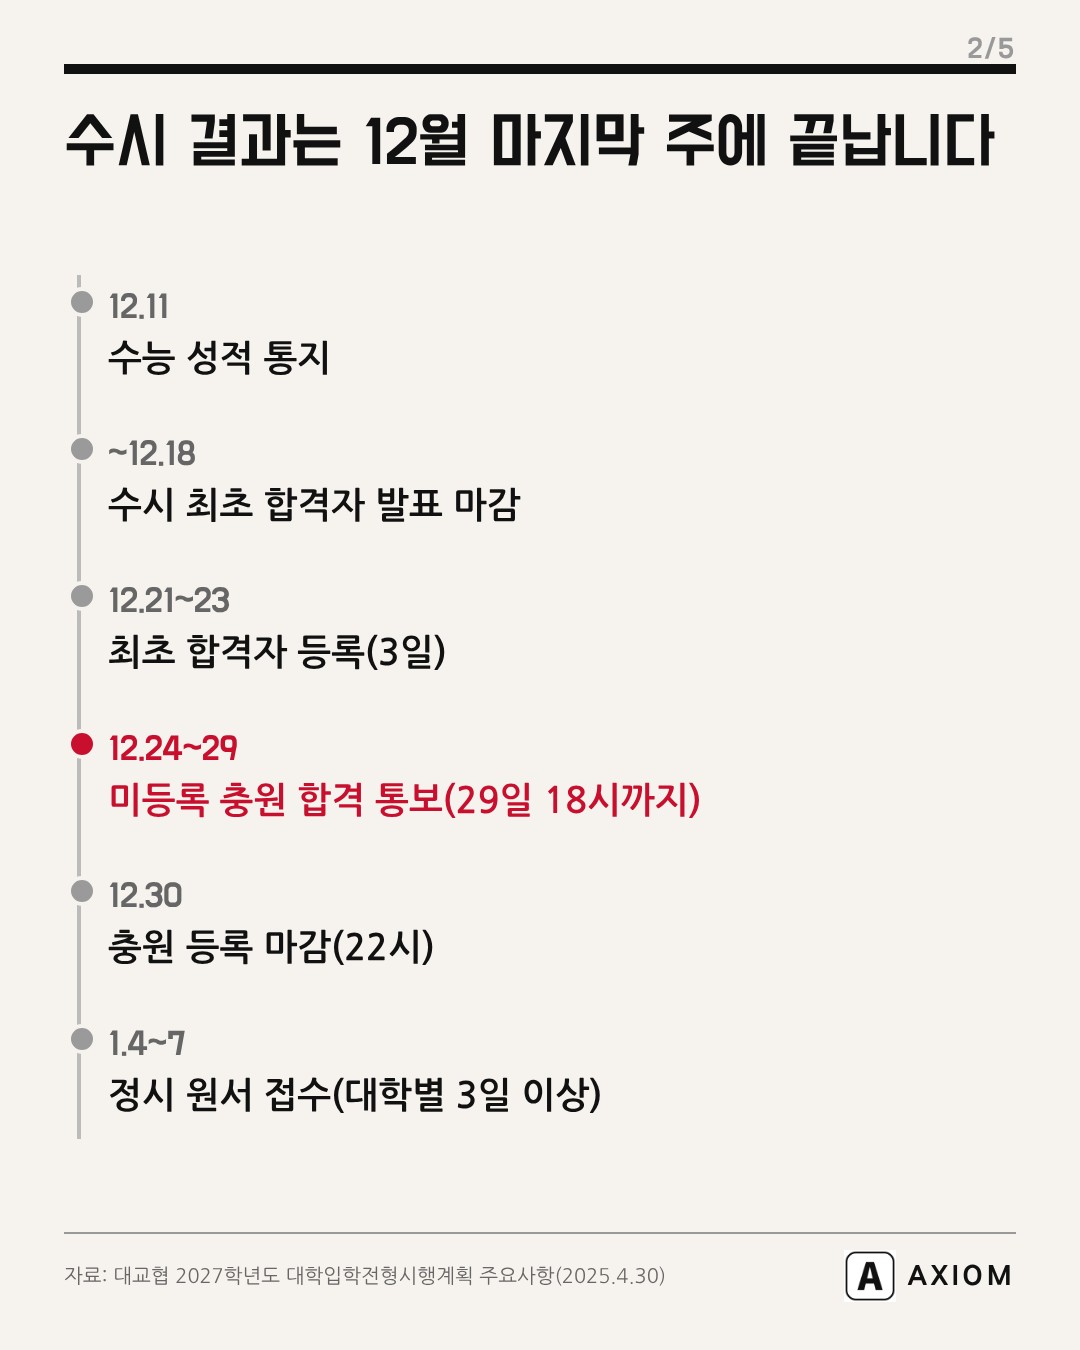 2/5
수시 결과는 12월 마지막 주에 끝납니다
12.11
수능 성적 통지
~12.18
수시 최초 합격자 발표 마감
12.21~23
최초 합격자 등록(3일)
12.24~29
미등록 충원 합격 통보(29일 18시까지)
12.30
충원 등록 마감(22시)
1.4~7
정시 원서 접수(대학별 3일 이상)
자료: 대교협 2027학년도 대학입학전형시행계획 주요사항(2025.4.30)
A AXIOM